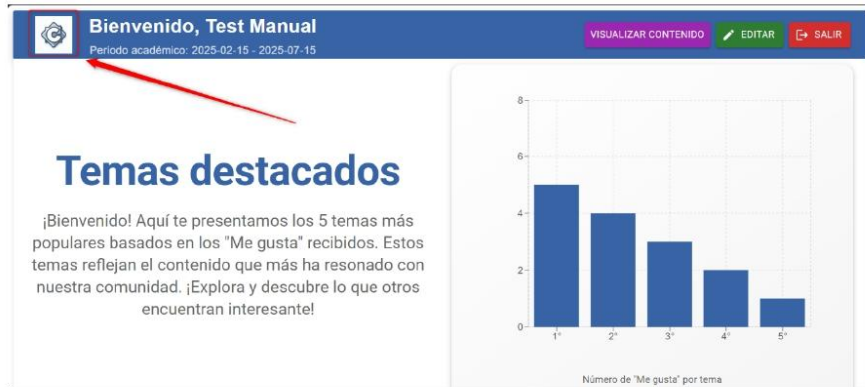 Bienvenido, Test Manual
Periodo académico: 2025-02-15 - 2025-07-15
VISUALIZAR CONTENIDO
EDITAR
SALIR
Temas destacados
¡Bienvenido! Aquí te presentamos los 5 temas más
populares basados en los "Me gusta" recibidos. Estos
temas reflejan el contenido que más ha resonado con
nuestra comunidad. ¡Explora y descubre lo que otros
encuentran interesante!
8
6
4
2
0
1° 2° 3° 4° 5°
Número de "Me gusta" por tema